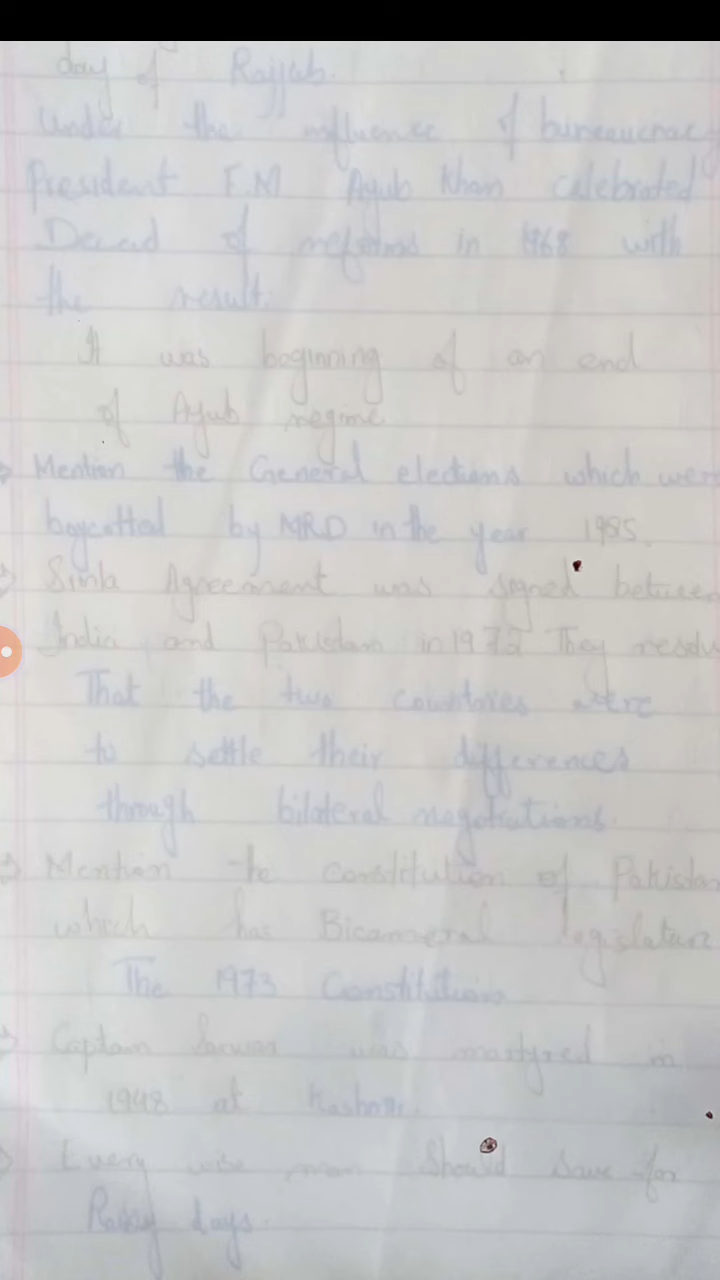 day of Rajjab.
Under the influence of bureaucrac
President F.M Ayub Khan celebrated
Decad of reforms in 1968 with
the result.
It was beginning of an end
of Ayub regime
Mention the General elections which were
boycotted by MRD in the year 1985.
Simla Agreement was signed between
India and Pakistan in 1972 They resolv
That the two countries were
to settle their differences
through bilateral negotiations.
Mention the constitution of Pakistan
which has Bicameral legislature
The 1973 Constitution
Captain Sarwar was martyred in
1948 at Kashmir.
Every wise man should save for
Rainy days.